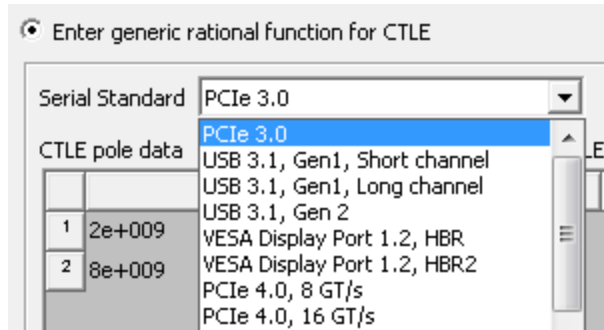 Enter generic rational function for CTLE
Serial Standard PCIe 3.0
PCIe 3.0
CTLE pole data
USB 3.1, Gen1, Short channel
USB 3.1, Gen1, Long channel
USB 3.1, Gen 2
1 2e+009
VESA Display Port 1.2, HBR
2 8e+009
VESA Display Port 1.2, HBR2
PCIe 4.0, 8 GT/s
PCIe 4.0, 16 GT/s